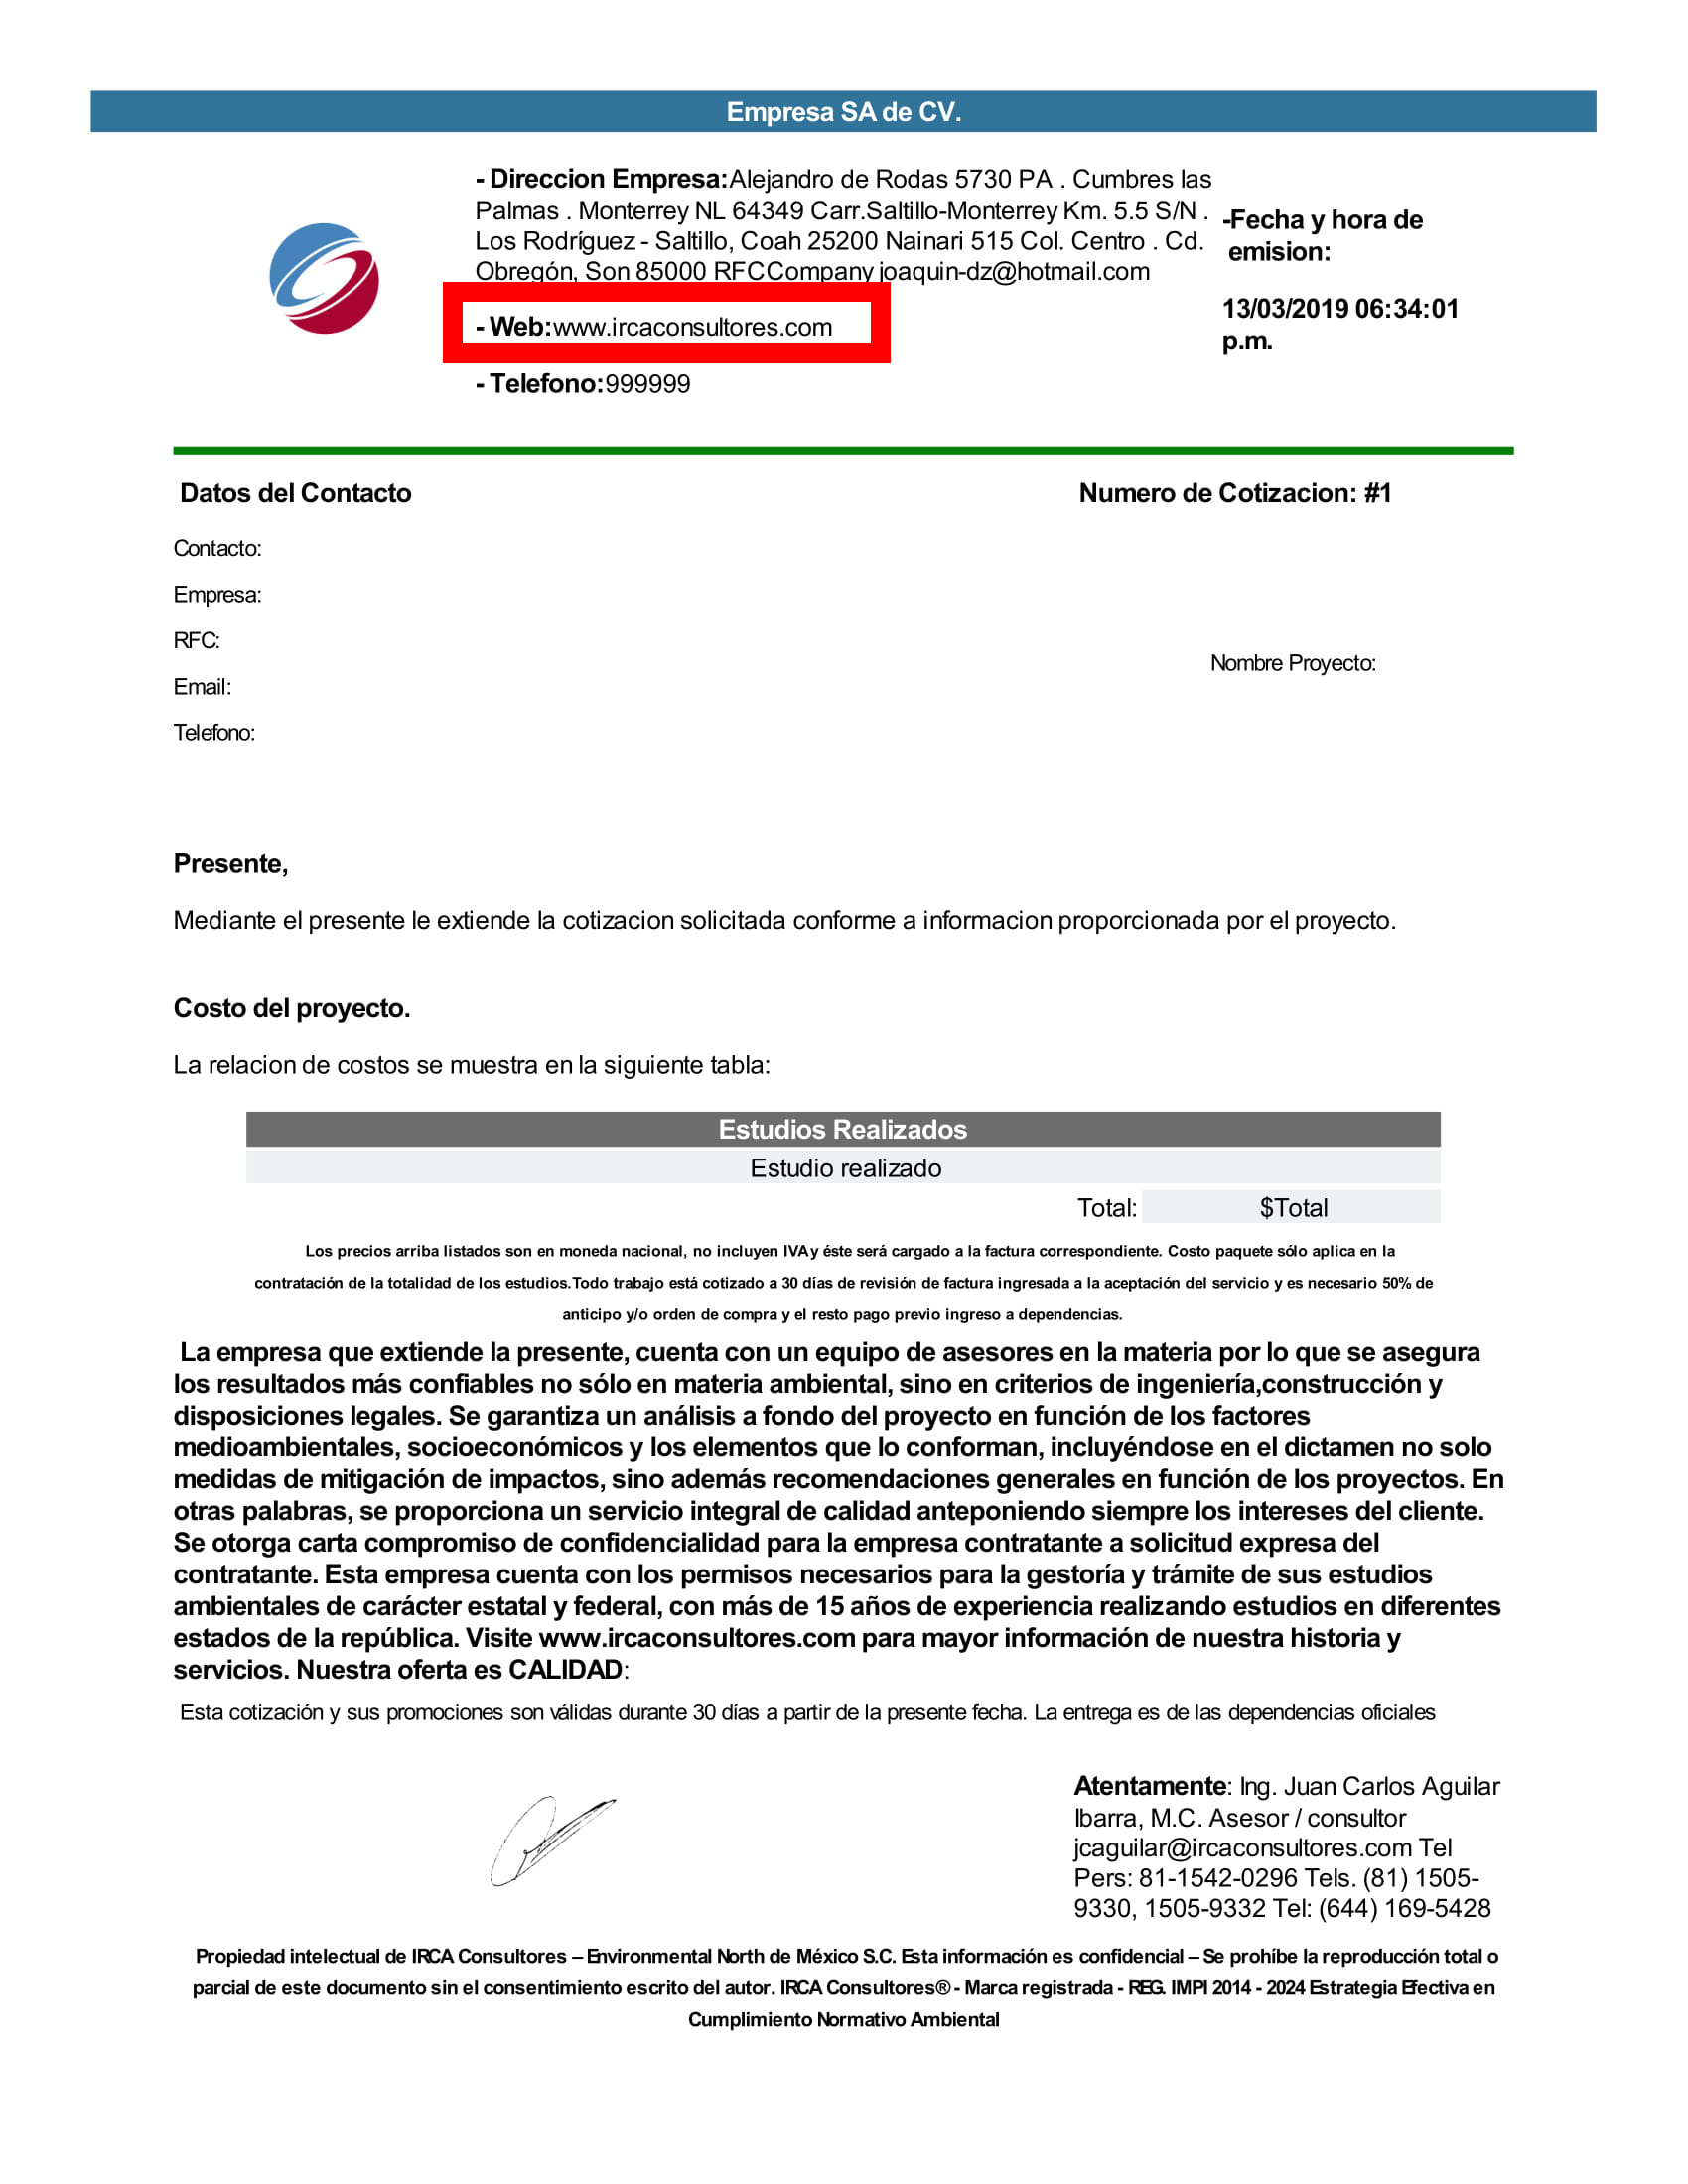 Empresa SA de CV.
- Direccion Empresa:Alejandro de Rodas 5730 PA . Cumbres las
Palmas . Monterrey NL 64349 Carr.Saltillo-Monterrey Km. 5.5 S/N .
Los Rodríguez - Saltillo, Coah 25200 Nainari 515 Col. Centro . Cd.
Obregón, Son 85000 RFCCompany joaquin-dz@hotmail.com
- Web:www.ircaconsultores.com
- Telefono:999999
-Fecha y hora de
emision:
13/03/2019 06:34:01
p.m.
Datos del Contacto
Numero de Cotizacion: #1
Contacto:
Empresa:
RFC:
Email:
Telefono:
Nombre Proyecto:
Presente,
Mediante el presente le extiende la cotizacion solicitada conforme a informacion proporcionada por el proyecto.
Costo del proyecto.
La relacion de costos se muestra en la siguiente tabla:
Estudios Realizados
Estudio realizado
Total: $Total
Los precios arriba listados son en moneda nacional, no incluyen IVA y éste será cargado a la factura correspondiente. Costo paquete sólo aplica en la
contratación de la totalidad de los estudios.Todo trabajo está cotizado a 30 días de revisión de factura ingresada a la aceptación del servicio y es necesario 50% de
anticipo y/o orden de compra y el resto pago previo ingreso a dependencias.
La empresa que extiende la presente, cuenta con un equipo de asesores en la materia por lo que se asegura
los resultados más confiables no sólo en materia ambiental, sino en criterios de ingeniería,construcción y
disposiciones legales. Se garantiza un análisis a fondo del proyecto en función de los factores
medioambientales, socioeconómicos y los elementos que lo conforman, incluyéndose en el dictamen no solo
medidas de mitigación de impactos, sino además recomendaciones generales en función de los proyectos. En
otras palabras, se proporciona un servicio integral de calidad anteponiendo siempre los intereses del cliente.
Se otorga carta compromiso de confidencialidad para la empresa contratante a solicitud expresa del
contratante. Esta empresa cuenta con los permisos necesarios para la gestoría y trámite de sus estudios
ambientales de carácter estatal y federal, con más de 15 años de experiencia realizando estudios en diferentes
estados de la república. Visite www.ircaconsultores.com para mayor información de nuestra historia y
servicios. Nuestra oferta es CALIDAD:
Esta cotización y sus promociones son válidas durante 30 días a partir de la presente fecha. La entrega es de las dependencias oficiales
Atentamente: Ing. Juan Carlos Aguilar
Ibarra, M.C. Asesor / consultor
jcaguilar@ircaconsultores.com Tel
Pers: 81-1542-0296 Tels. (81) 1505-
9330, 1505-9332 Tel: (644) 169-5428
Propiedad intelectual de IRCA Consultores – Environmental North de México S.C. Esta información es confidencial – Se prohíbe la reproducción total o
parcial de este documento sin el consentimiento escrito del autor. IRCA Consultores® - Marca registrada - REG. IMPI 2014 - 2024 Estrategia Efectiva en
Cumplimiento Normativo Ambiental